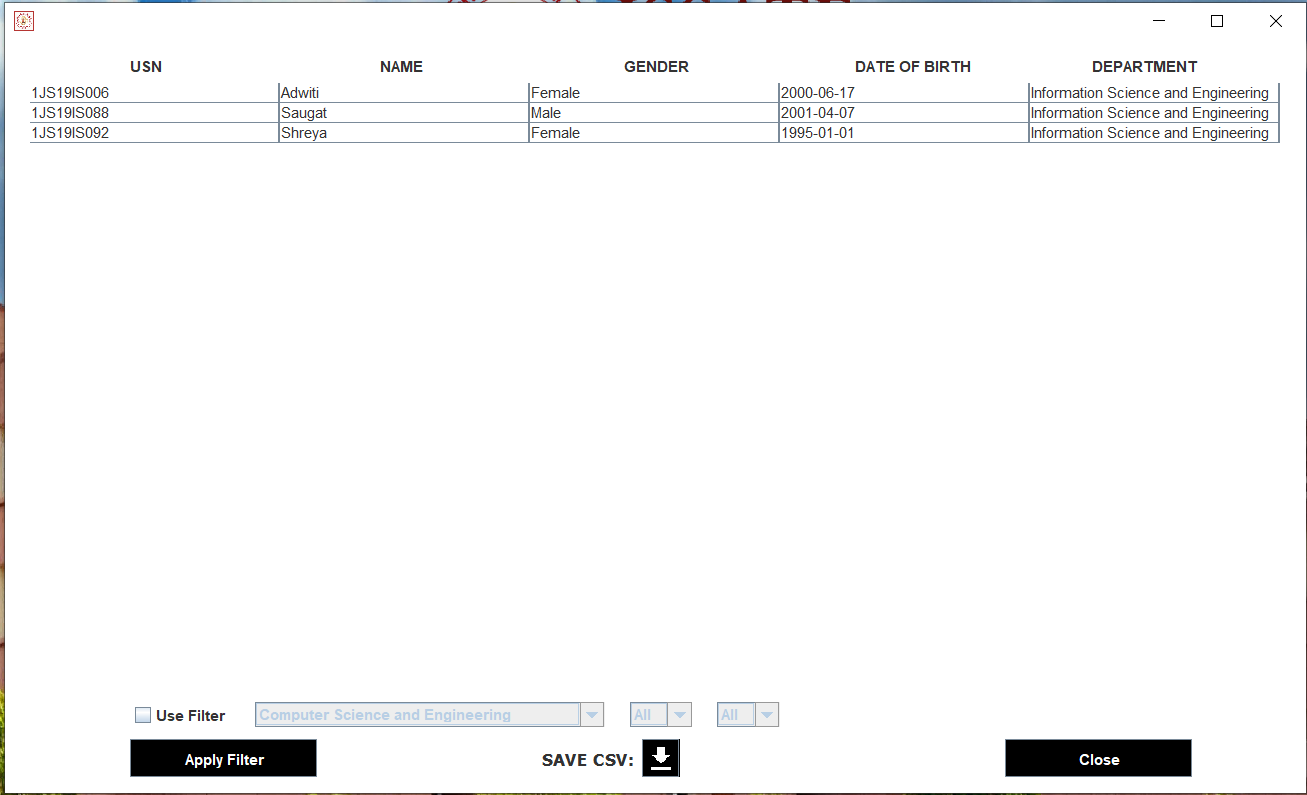 USN NAME GENDER DATE OF BIRTH DEPARTMENT
1JS19IS006 Adwiti Female 2000-06-17 Information Science and Engineering
1JS19IS088 Saugat Male 2001-04-07 Information Science and Engineering
1JS19IS092 Shreya Female 1995-01-01 Information Science and Engineering
Use Filter Computer Science and Engineering All All
Apply Filter SAVE CSV: Close